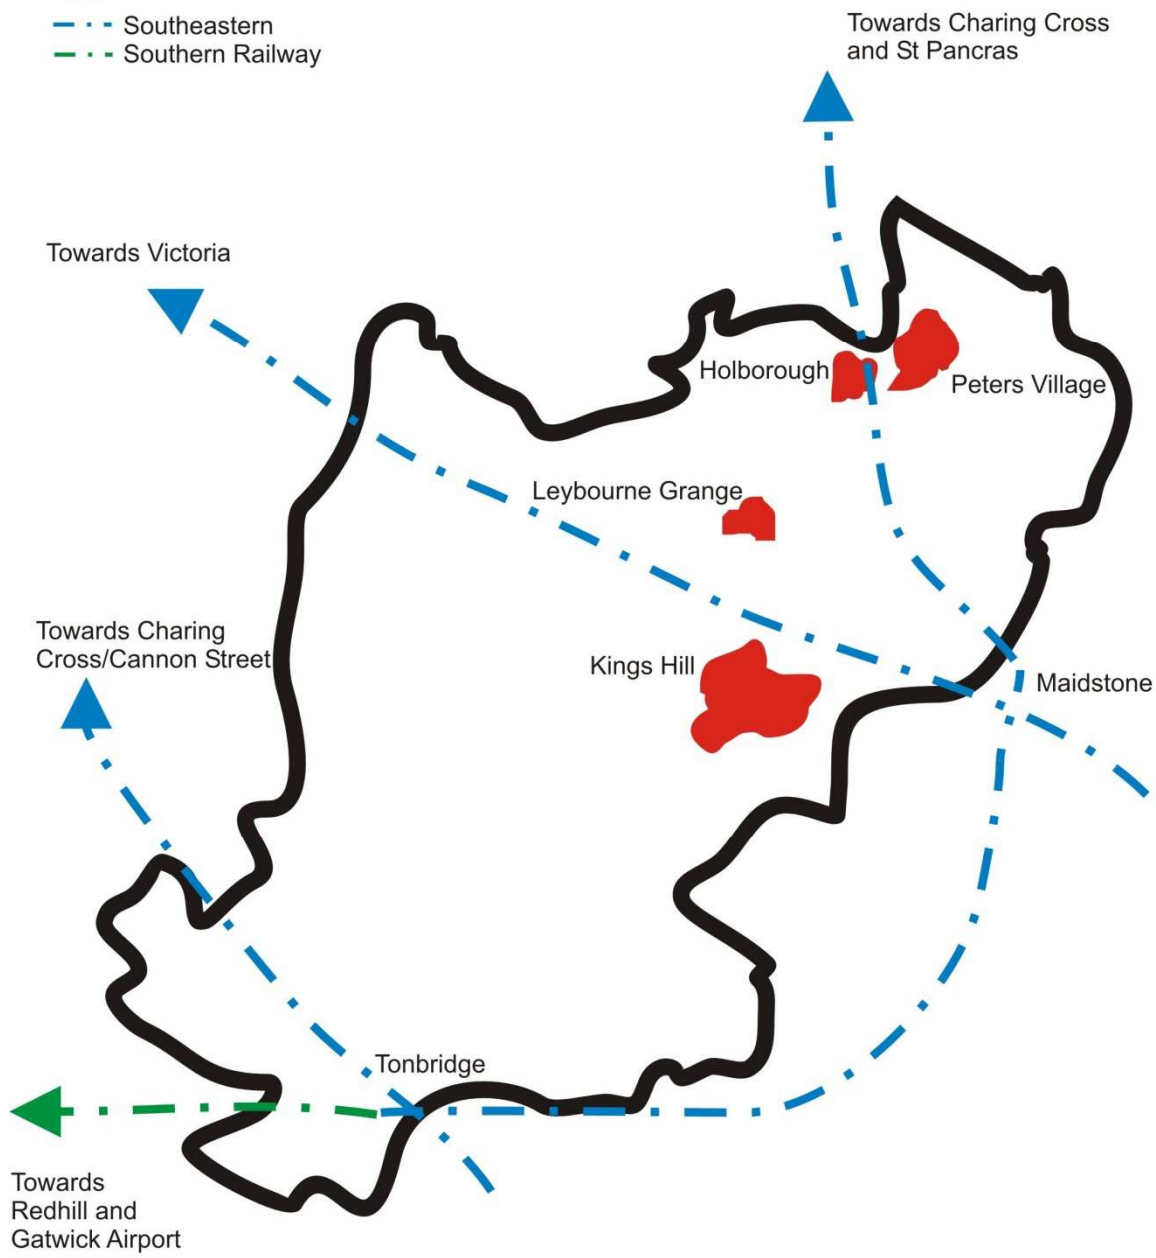 Southeastern
Southern Railway
Towards Charing Cross
and St Pancras
Towards Victoria
Holborough
Peters Village
Leybourne Grange
Towards Charing
Cross/Cannon Street
Kings Hill
Maidstone
Tonbridge
Towards
Redhill and
Gatwick Airport